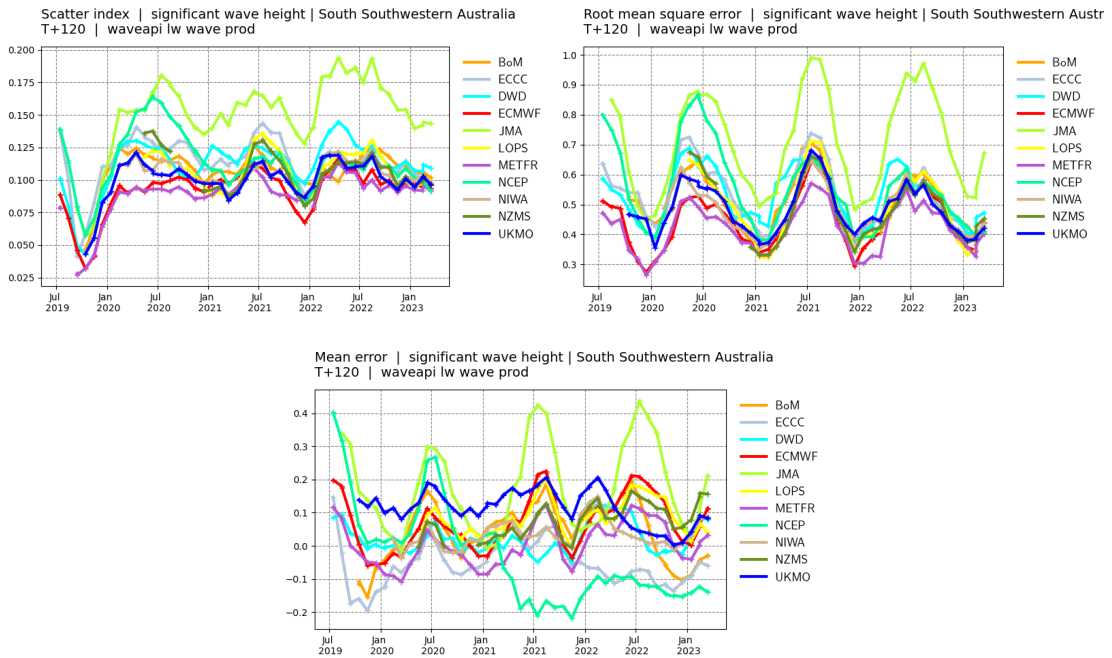 Scatter index | significant wave height | South Southwestern Australia
T+120 | waveapi lw wave prod
0.200
0.175
0.150
0.125
0.100
0.075
0.050
0.025
Jul
2019
Jan
2020
Jul
2020
Jan
2021
Jul
2021
Jan
2022
Jul
2022
Jan
2023
BoM
ECCC
DWD
ECMWF
JMA
LOPS
METFR
NCEP
NIWA
NZMS
UKMO
Root mean square error | significant wave height | South Southwestern Austr
T+120 | waveapi lw wave prod
1.0
0.9
0.8
0.7
0.6
0.5
0.4
0.3
Jul
2019
Jan
2020
Jul
2020
Jan
2021
Jul
2021
Jan
2022
Jul
2022
Jan
2023
BoM
ECCC
DWD
ECMWF
JMA
LOPS
METFR
NCEP
NIWA
NZMS
UKMO
Mean error | significant wave height | South Southwestern Australia
T+120 | waveapi lw wave prod
0.4
0.3
0.2
0.1
0.0
−0.1
−0.2
Jul
2019
Jan
2020
Jul
2020
Jan
2021
Jul
2021
Jan
2022
Jul
2022
Jan
2023
BoM
ECCC
DWD
ECMWF
JMA
LOPS
METFR
NCEP
NIWA
NZMS
UKMO